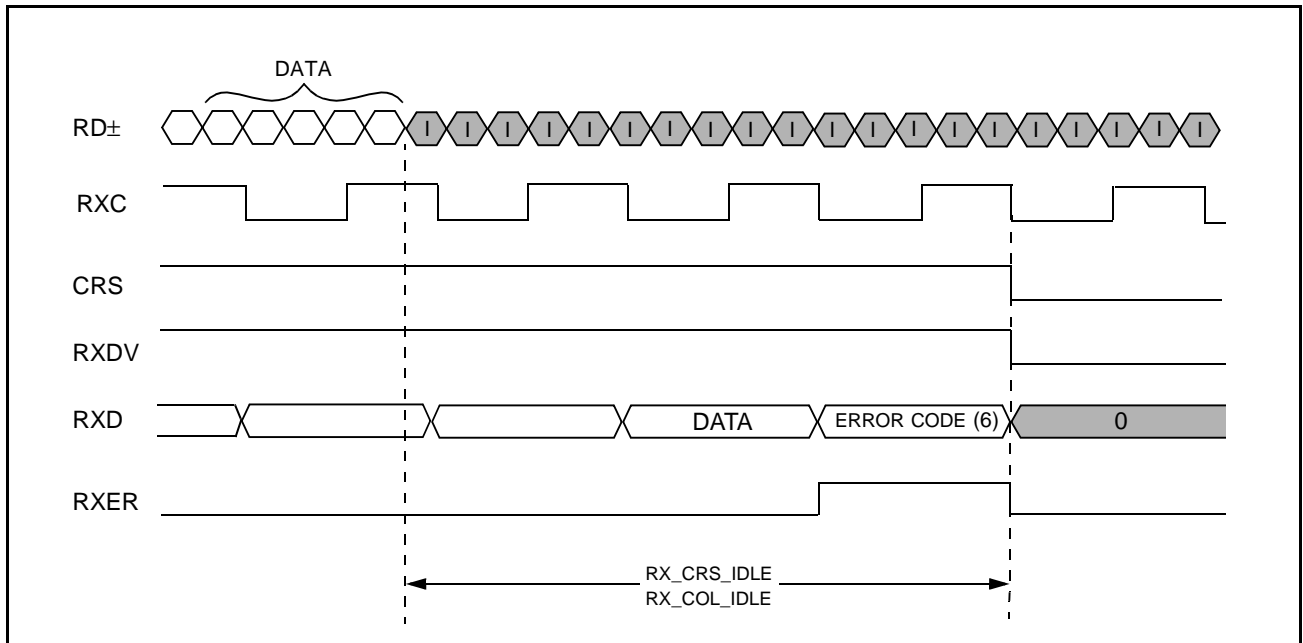 DATA
RD± I I I I I I I I I I I I I I I I I I I I
RXC
CRS
RXDV
RXD DATA ERROR CODE (6) 0
RXER
RX_CRS_IDLE
RX_COL_IDLE